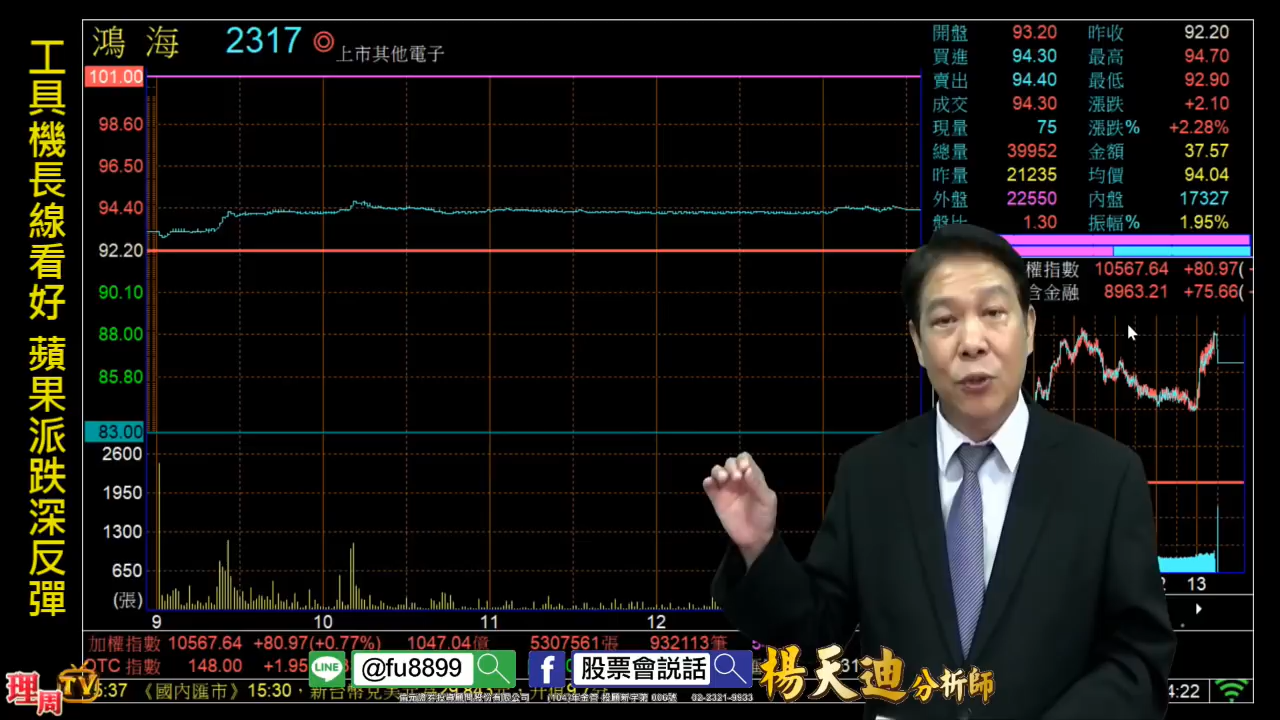 工具機長線看好 蘋果派跌深反彈
鴻海 2317 ◎上市其他電子
101.00
98.60
96.50
94.40
92.20
90.10
88.00
85.80
83.00
2600
1950
1300
650
(張)
9 10 11 12
開盤 93.20 昨收 92.20
買進 94.30 最高 94.70
賣出 94.40 最低 92.90
成交 94.30 漲跌 +2.10
現量 75 漲跌% +2.28%
總量 39952 金額 37.57
昨量 21235 均價 94.04
外盤 22550 內盤 17327
盤比 1.30 振幅% 1.95%
權指數 10567.64 +80.97(
含金融 8963.21 +75.66(
13
加權指數 10567.64 +80.97(+0.77%) 1047.04億 5307561張 932113筆
OTC 指數 148.00 +1.95
:37 《國內匯市》15:30，新台幣兌美
4:22
LINE @fu8899
f 股票會說話
楊天迪 分析師
理周TV
02-2321-9933